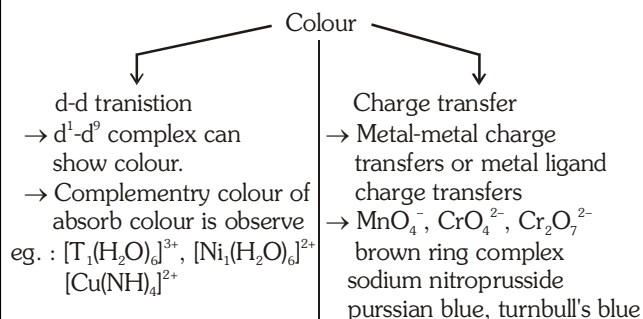 Colour
d-d tranistion
→ d¹-d⁹ complex can
show colour.
→ Complementry colour of
absorb colour is observe
eg. : [T₁(H₂O)₆]³⁺, [Ni₁(H₂O)₆]²⁺
[Cu(NH)₄]²⁺
Charge transfer
→ Metal-metal charge
transfers or metal ligand
charge transfers
→ MnO₄⁻, CrO₄²⁻, Cr₂O₇²⁻
brown ring complex
sodium nitroprusside
purssian blue, turnbull's blue